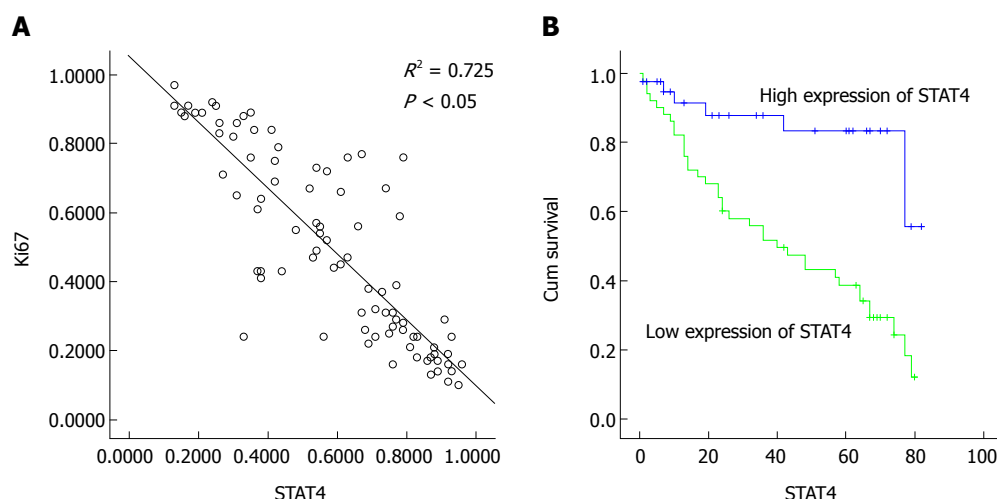 A
1.0000
0.8000
0.6000
0.4000
0.2000
0.0000
Ki67
R² = 0.725
P < 0.05
0.0000 0.2000 0.4000 0.6000 0.8000 1.0000
STAT4
B
1.0
0.8
0.6
0.4
0.2
0.0
Cum survival
High expression of STAT4
Low expression of STAT4
0 20 40 60 80 100
STAT4